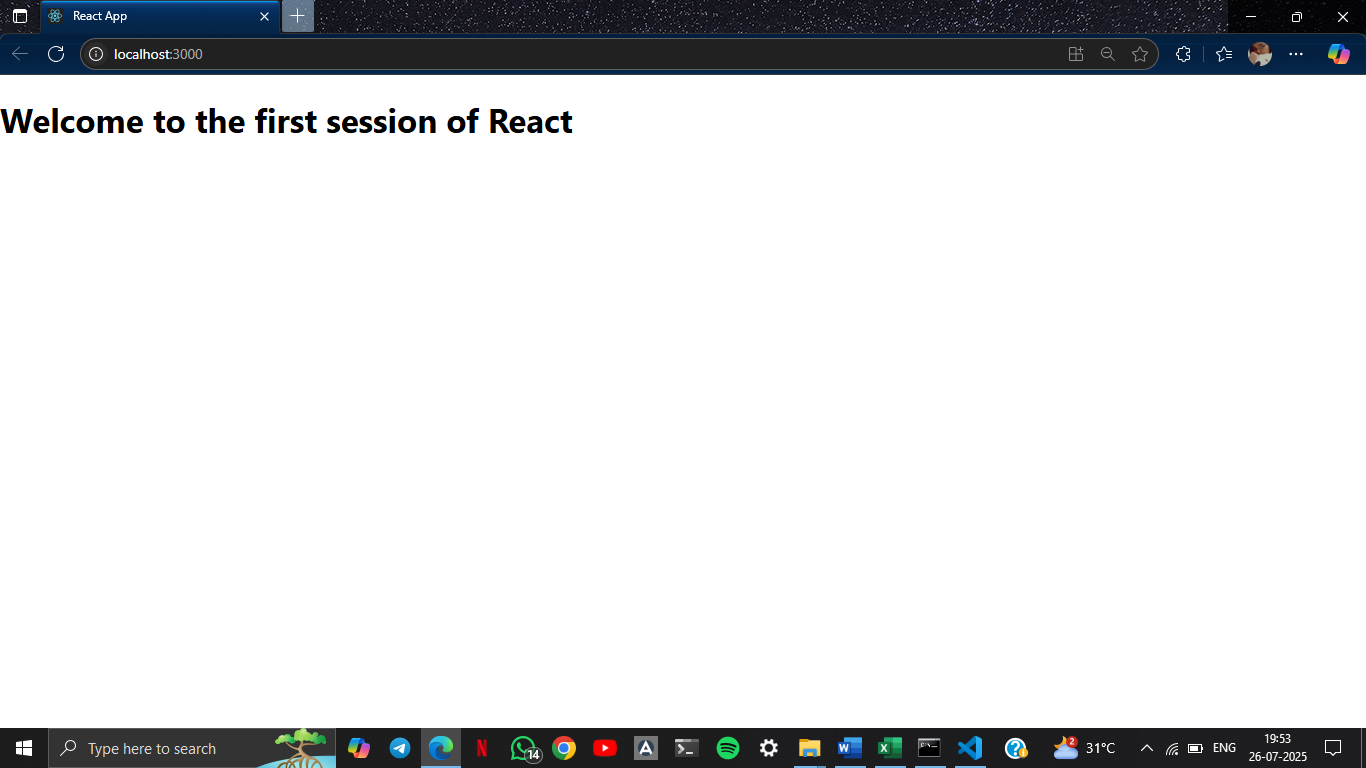 React App
localhost:3000
Welcome to the first session of React
Type here to search
14
2
31°C
ENG
19:53
26-07-2025